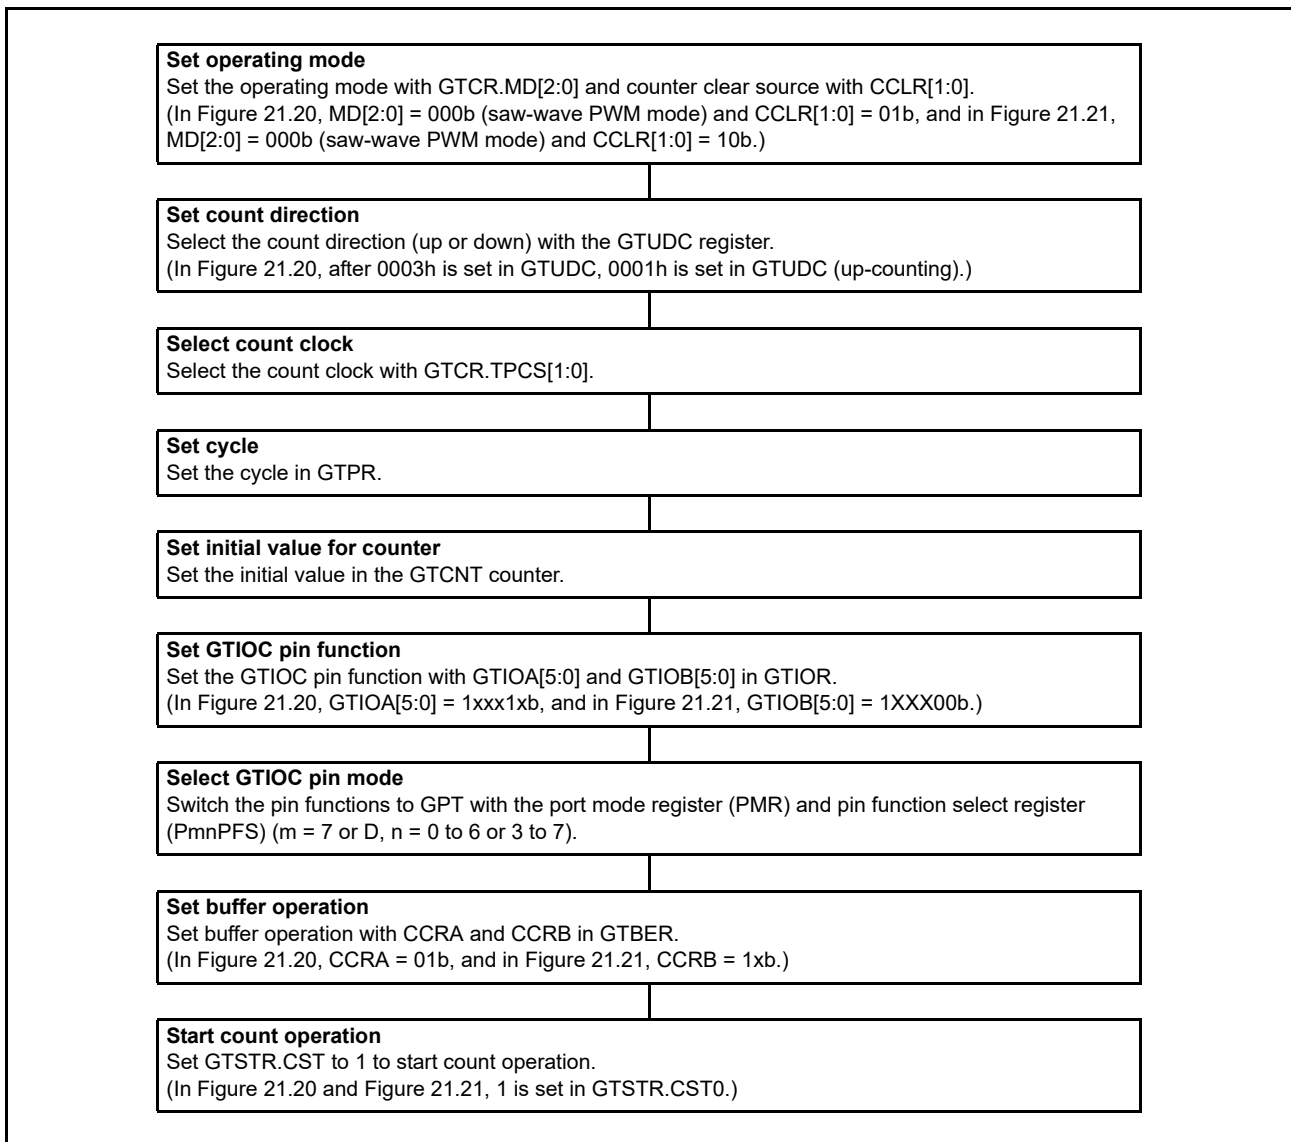 Set operating mode
Set the operating mode with GTCR.MD[2:0] and counter clear source with CCLR[1:0].
(In Figure 21.20, MD[2:0] = 000b (saw-wave PWM mode) and CCLR[1:0] = 01b, and in Figure 21.21,
MD[2:0] = 000b (saw-wave PWM mode) and CCLR[1:0] = 10b.)
Set count direction
Select the count direction (up or down) with the GTUDC register.
(In Figure 21.20, after 0003h is set in GTUDC, 0001h is set in GTUDC (up-counting).)
Select count clock
Select the count clock with GTCR.TPCS[1:0].
Set cycle
Set the cycle in GTPR.
Set initial value for counter
Set the initial value in the GTCNT counter.
Set GTIOC pin function
Set the GTIOC pin function with GTIOA[5:0] and GTIOB[5:0] in GTIOR.
(In Figure 21.20, GTIOA[5:0] = 1xxx1xb, and in Figure 21.21, GTIOB[5:0] = 1XXX00b.)
Select GTIOC pin mode
Switch the pin functions to GPT with the port mode register (PMR) and pin function select register
(PmnPFS) (m = 7 or D, n = 0 to 6 or 3 to 7).
Set buffer operation
Set buffer operation with CCRA and CCRB in GTBER.
(In Figure 21.20, CCRA = 01b, and in Figure 21.21, CCRB = 1xb.)
Start count operation
Set GTSTR.CST to 1 to start count operation.
(In Figure 21.20 and Figure 21.21, 1 is set in GTSTR.CST0.)